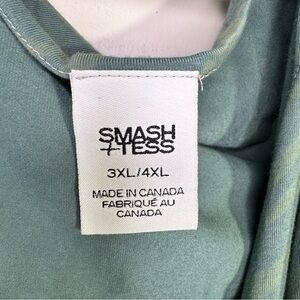 SMASH
+TESS
3XL/4XL
MADE IN CANADA
FABRIQUÉ AU
CANADA